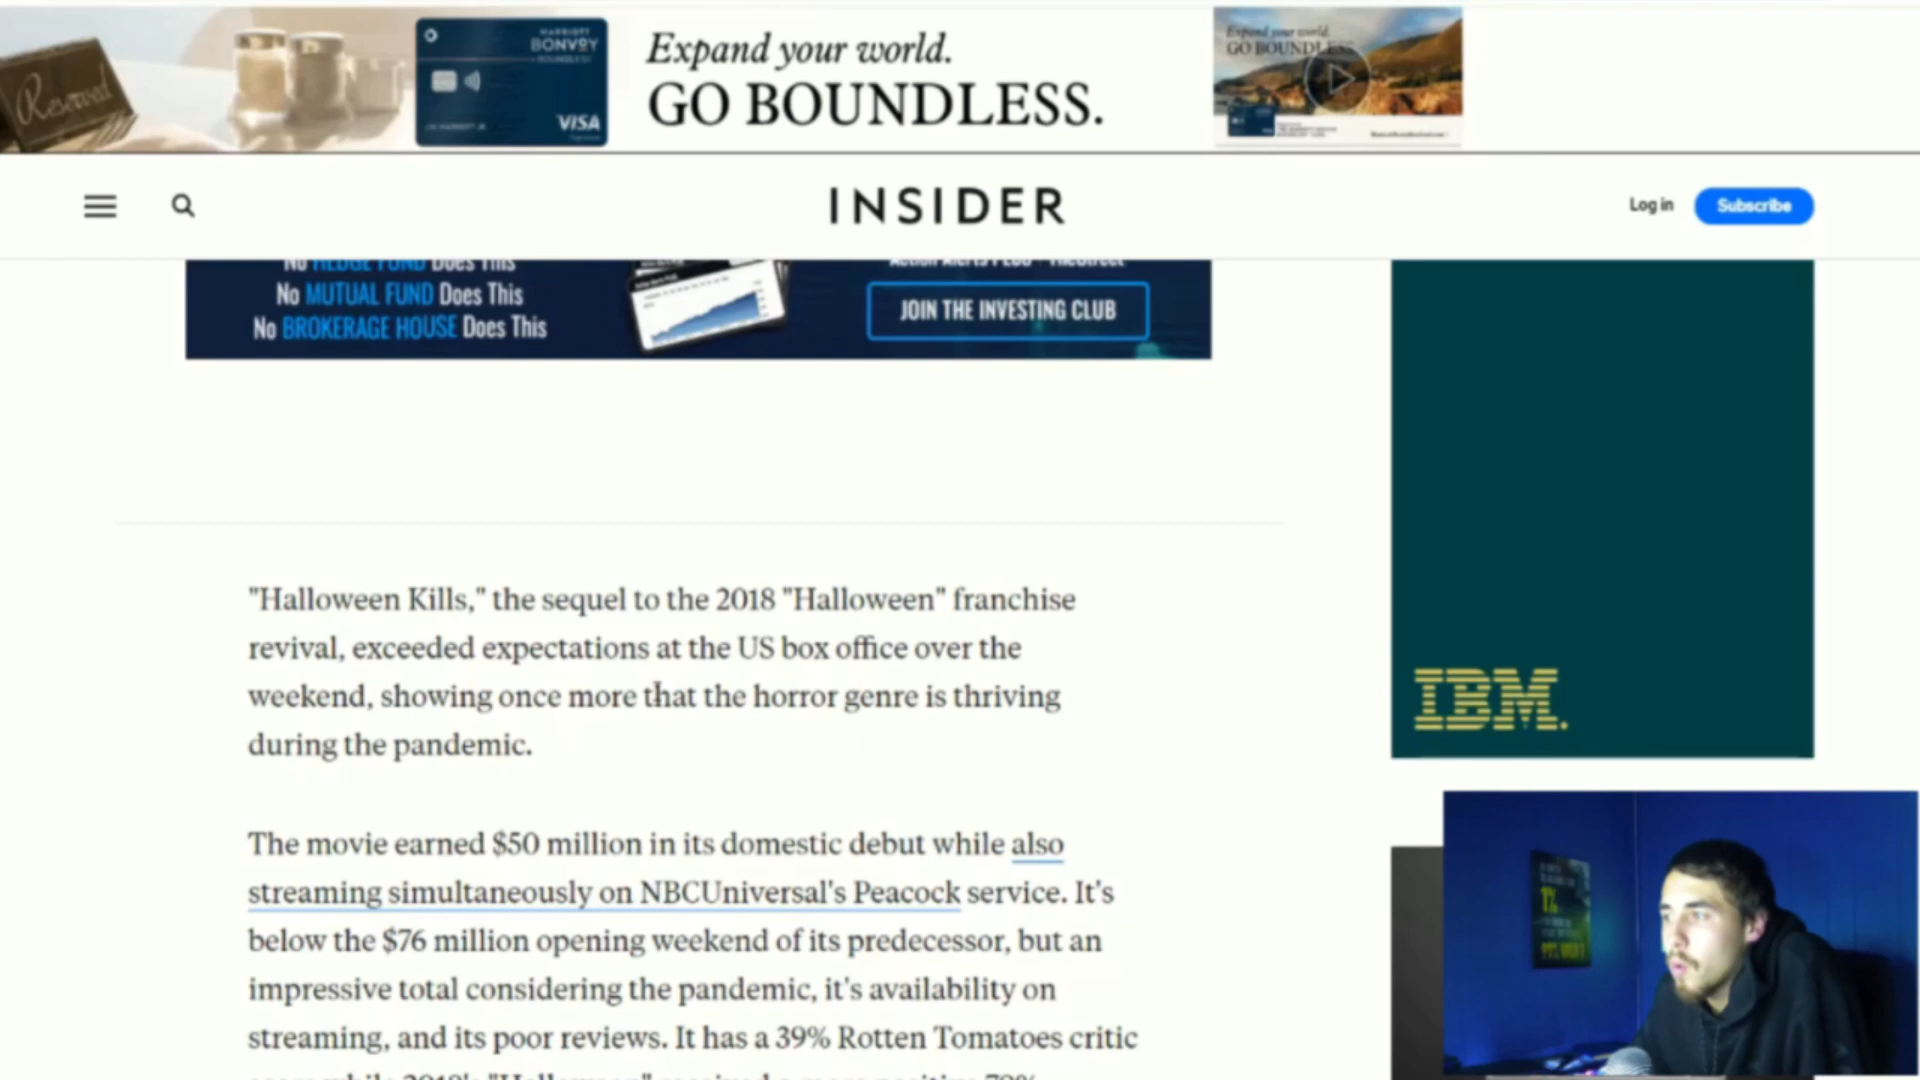 Reserved
MARRIOTT
BONVOY
BOUNDLESS
VISA
Expand your world.
GO BOUNDLESS.
Expand your world.
GO BOUNDLESS
INSIDER
Log in
Subscribe
No HEDGE FUND Does This
No MUTUAL FUND Does This
No BROKERAGE HOUSE Does This
JOIN THE INVESTING CLUB
IBM.
"Halloween Kills," the sequel to the 2018 "Halloween" franchise
revival, exceeded expectations at the US box office over the
weekend, showing once more that the horror genre is thriving
during the pandemic.
The movie earned $50 million in its domestic debut while also
streaming simultaneously on NBCUniversal's Peacock service. It's
below the $76 million opening weekend of its predecessor, but an
impressive total considering the pandemic, it's availability on
streaming, and its poor reviews. It has a 39% Rotten Tomatoes critic
1%